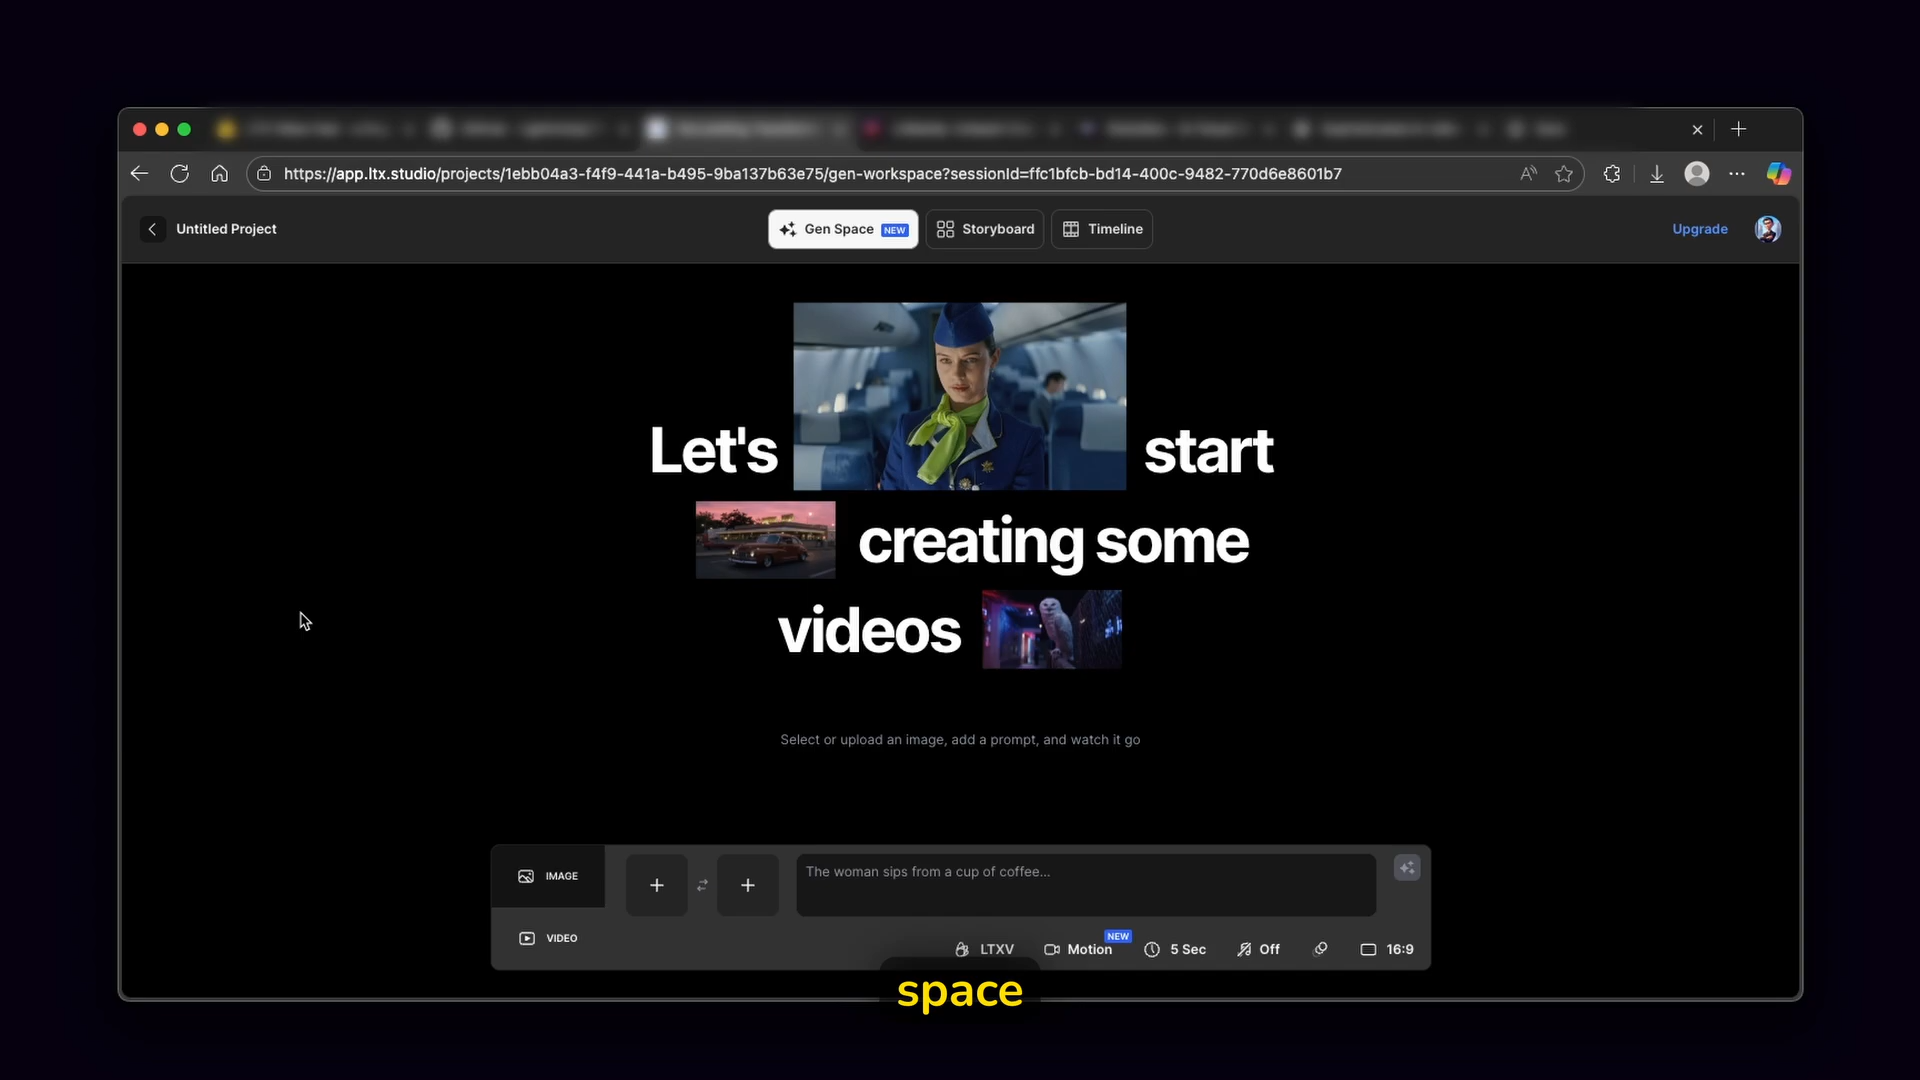 https://app.ltx.studio/projects/1ebb04a3-f4f9-441a-b495-9ba137b63e75/gen-workspace?sessionId=ffc1bfcb-bd14-400c-9482-770d6e8601b7
Untitled Project
Gen Space NEW
Storyboard
Timeline
Upgrade
Let's start
creating some
videos
Select or upload an image, add a prompt, and watch it go
IMAGE
The woman sips from a cup of coffee...
VIDEO
LTXV
Motion NEW
5 Sec
Off
16:9
space